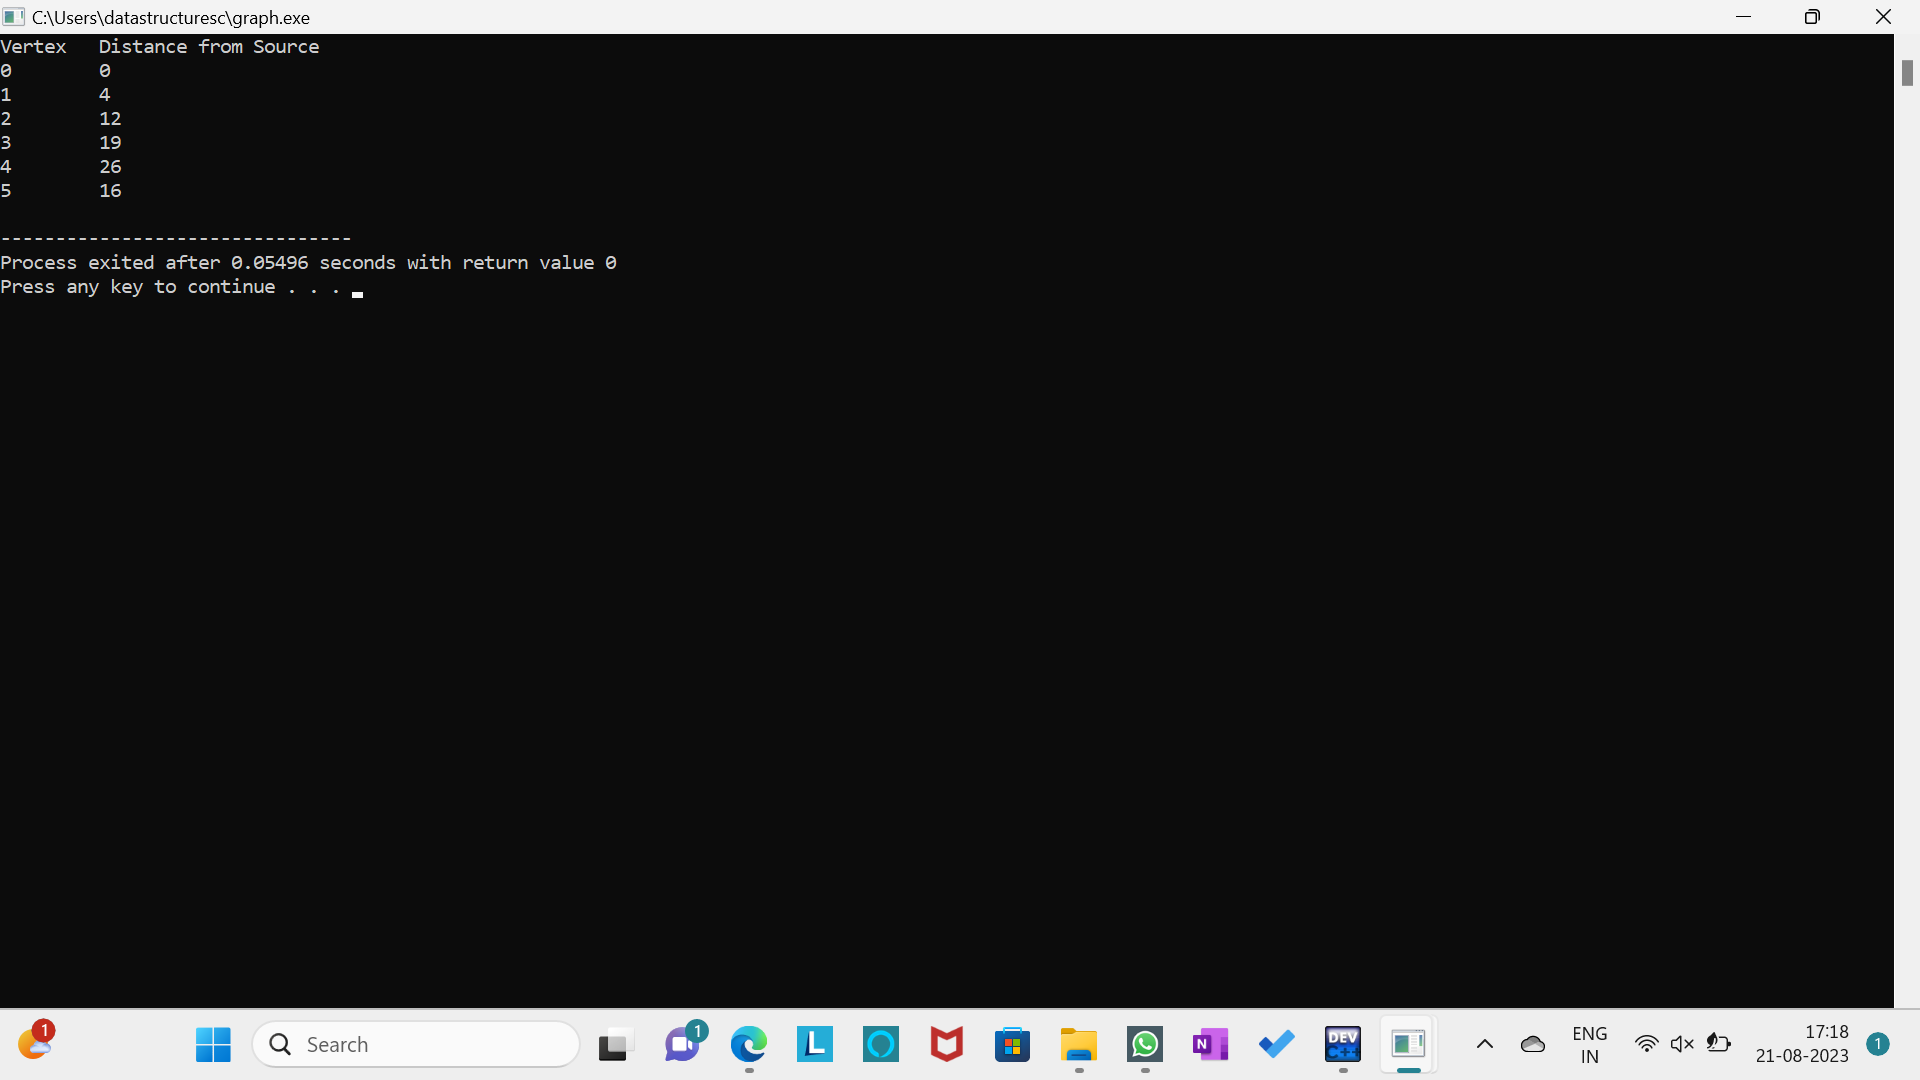 C:\Users\datastructuresc\graph.exe
Vertex   Distance from Source
0        0
1        4
2        12
3        19
4        26
5        16
--------------------------------
Process exited after 0.05496 seconds with return value 0
Press any key to continue . . .
1
Search
1
L
N
DEV
C++
ENG
IN
17:18
21-08-2023
1